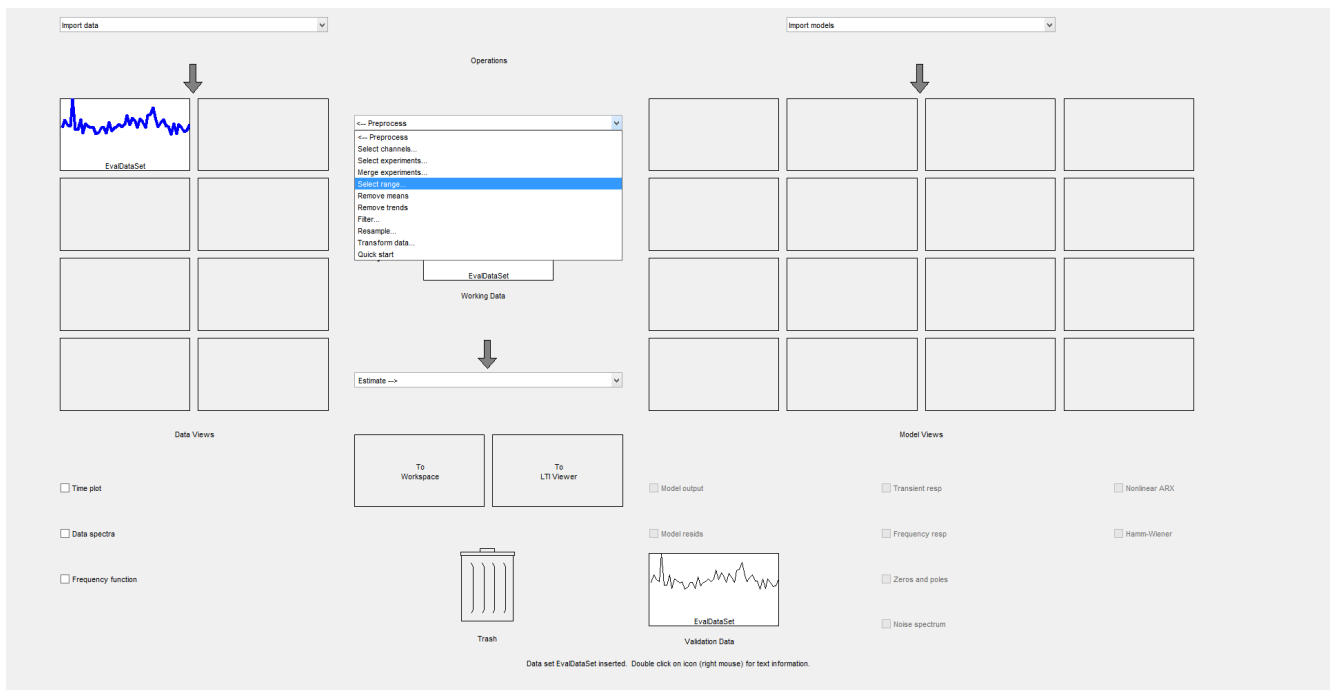 Import data
Import models
Operations
EvalDataSet
<-- Preprocess
<-- Preprocess
Select channels...
Select experiments...
Merge experiments...
Select range...
Remove means
Remove trends
Filter...
Resample...
Transform data...
Quick start
EvalDataSet
Working Data
Estimate -->
Data Views
Model Views
To
Workspace
To
LTI Viewer
Time plot
Data spectra
Frequency function
Model output
Transient resp
Nonlinear ARX
Model resids
Frequency resp
Hamm-Wiener
Zeros and poles
Noise spectrum
EvalDataSet
Trash
Validation Data
Data set EvalDataSet inserted. Double click on icon (right mouse) for text information.